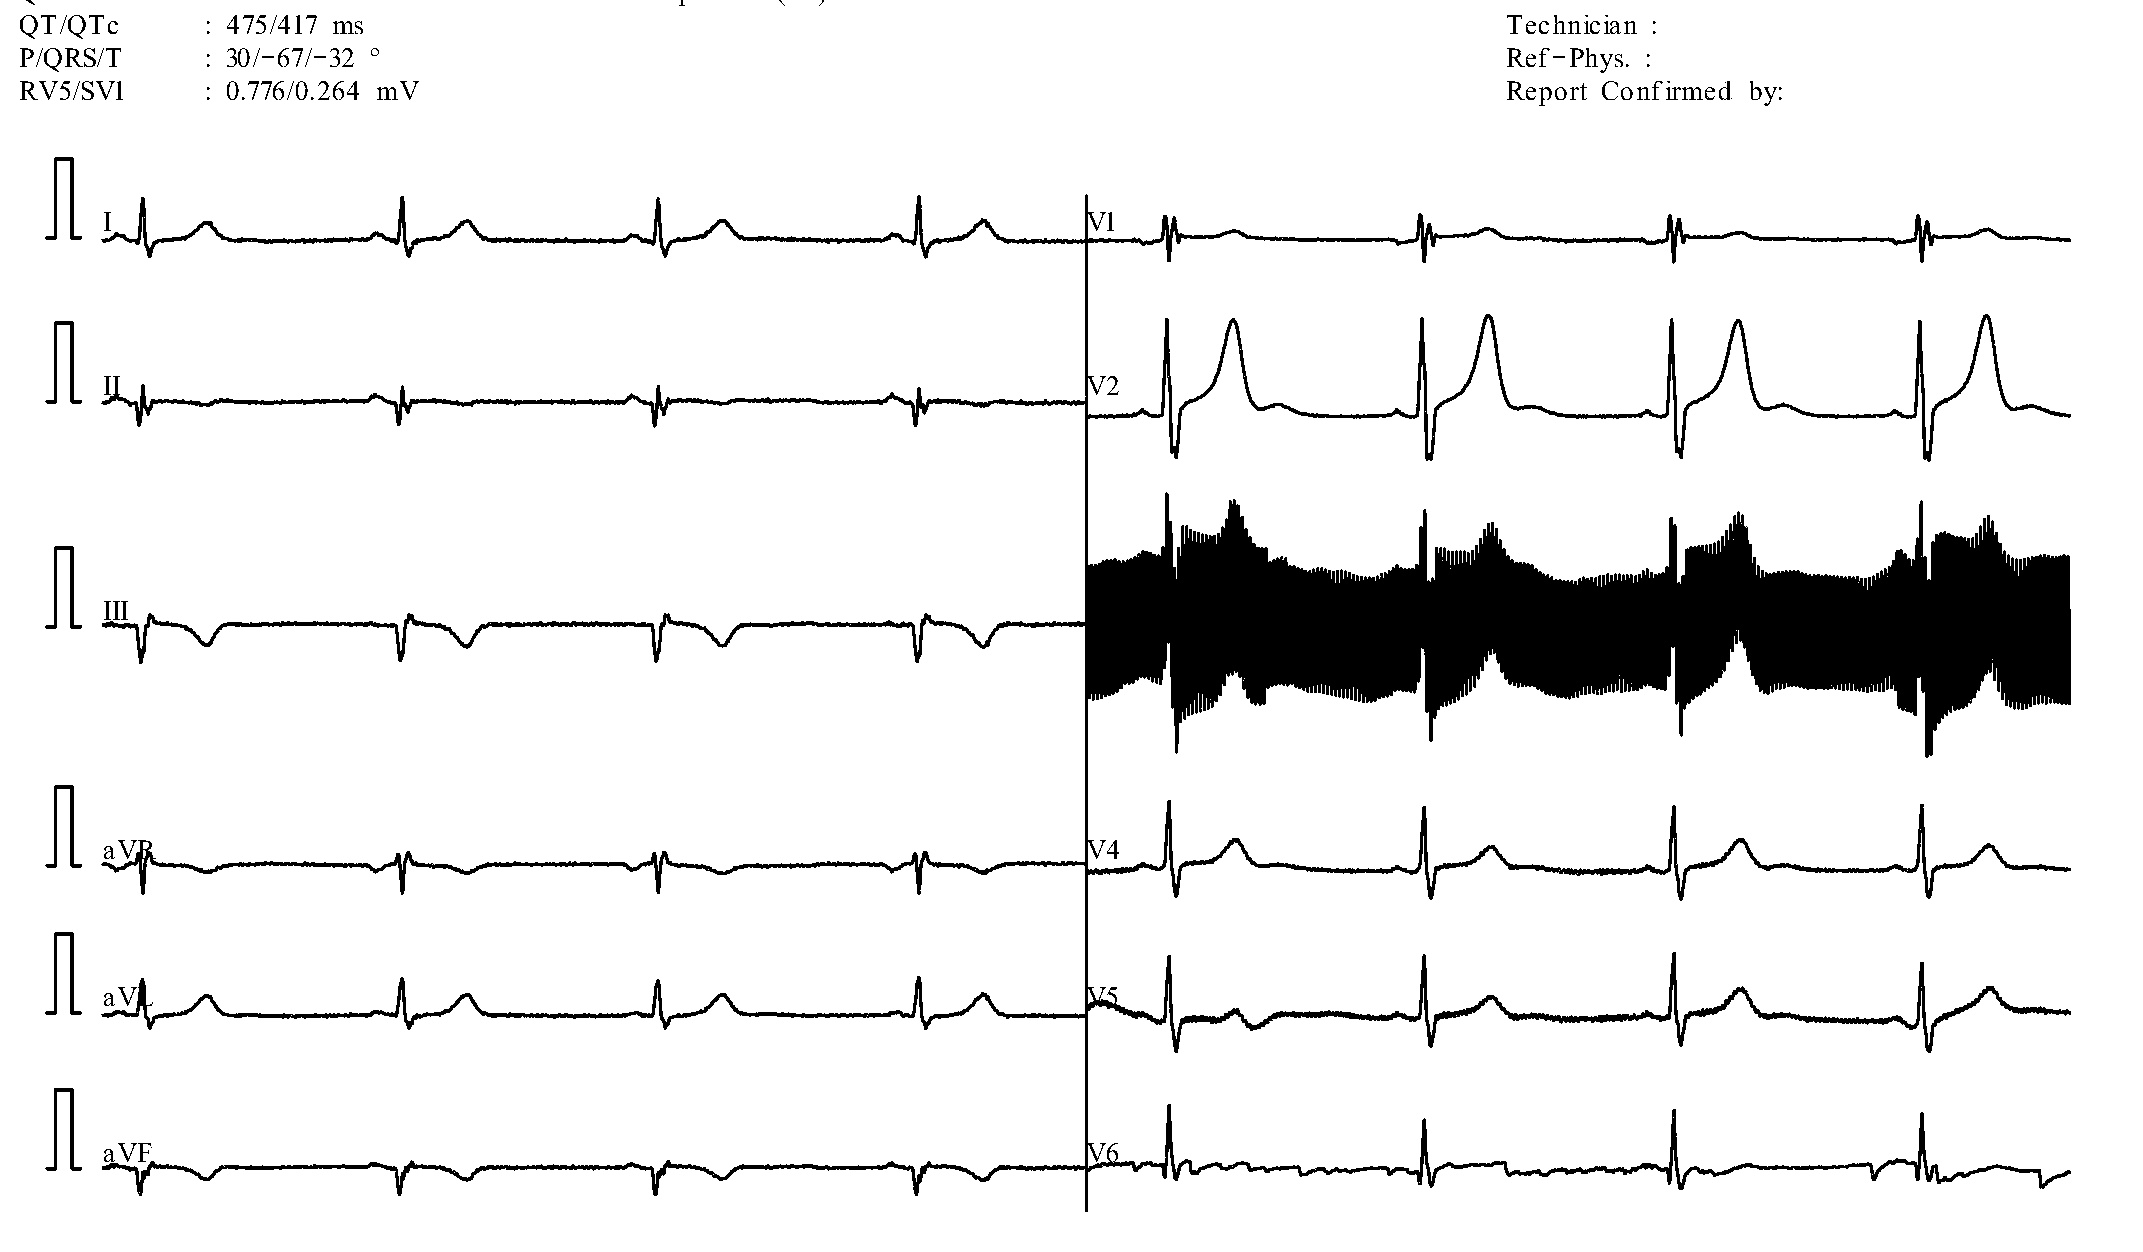 QT/QTc : 475/417 ms
P/QRS/T : 30/-67/-32 °
RV5/SV1 : 0.776/0.264 mV
Technician :
Ref-Phys. :
Report Confirmed by:
I
V1
II
V2
III
aVR
V4
aVL
V5
aVF
V6